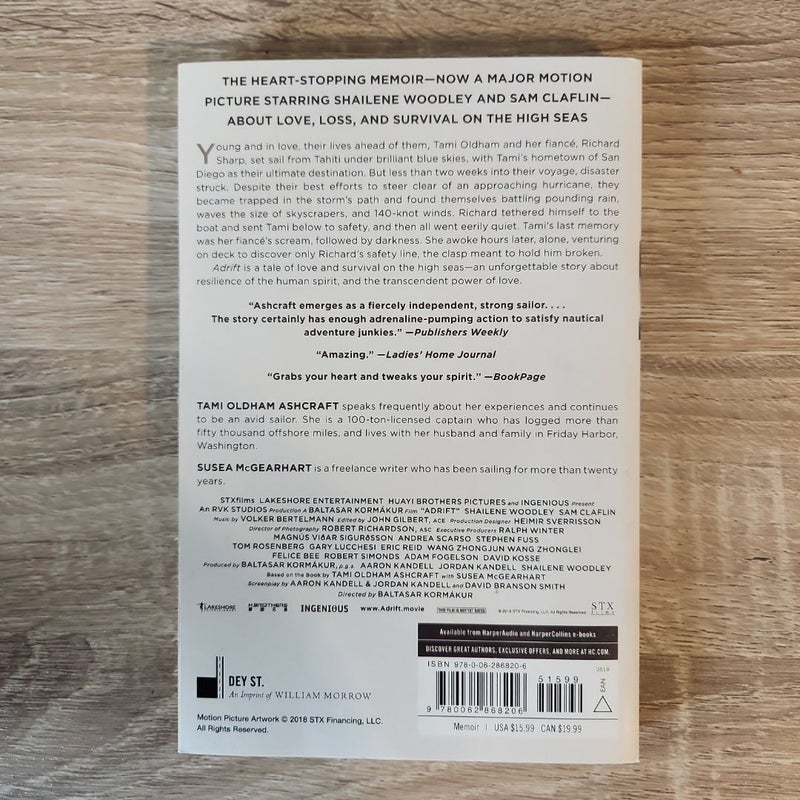 THE HEART-STOPPING MEMOIR—NOW A MAJOR MOTION
PICTURE STARRING SHAILENE WOODLEY AND SAM CLAFLIN—
ABOUT LOVE, LOSS, AND SURVIVAL ON THE HIGH SEAS
Young and in love, their lives ahead of them, Tami Oldham and her fiancé, Richard
Sharp, set sail from Tahiti under brilliant blue skies, with Tami's hometown of San
Diego as their ultimate destination. But less than two weeks into their voyage, disaster
struck. Despite their best efforts to steer clear of an approaching hurricane, they
became trapped in the storm's path and found themselves battling pounding rain,
waves the size of skyscrapers, and 140-knot winds. Richard tethered himself to the
boat and sent Tami below to safety, and then all went eerily quiet. Tami's last memory
was her fiancé's scream, followed by darkness. She awoke hours later, alone, venturing
on deck to discover only Richard's safety line, the clasp meant to hold him broken.
Adrift is a tale of love and survival on the high seas—an unforgettable story about
resilience of the human spirit, and the transcendent power of love.
"Ashcraft emerges as a fiercely independent, strong sailor. . . .
The story certainly has enough adrenaline-pumping action to satisfy nautical
adventure junkies." —Publishers Weekly
"Amazing." —Ladies' Home Journal
"Grabs your heart and tweaks your spirit." —BookPage
TAMI OLDHAM ASHCRAFT speaks frequently about her experiences and continues
to be an avid sailor. She is a 100-ton-licensed captain who has logged more than
fifty thousand offshore miles, and lives with her husband and family in Friday Harbor,
Washington.
SUSEA McGEARHART is a freelance writer who has been sailing for more than twenty
years.
STXfilms LAKESHORE ENTERTAINMENT HUAYI BROTHERS PICTURES and INGENIOUS Present
An RVK STUDIOS Production A BALTASAR KORMÁKUR Film "ADRIFT" SHAILENE WOODLEY SAM CLAFLIN
Music by VOLKER BERTELMANN Edited by JOHN GILBERT, ACE Production Designer HEIMIR SVERRISSON
Director of Photography ROBERT RICHARDSON, ASC Executive Producers RALPH WINTER
MAGNÚS VIÐAR SIGURÐSSON ANDREA SCARSO STEPHEN FUSS
TOM ROSENBERG GARY LUCCHESI ERIC REID WANG ZHONGJUN WANG ZHONGLEI
FELICE BEE ROBERT SIMONDS ADAM FOGELSON DAVID KOSSE
Produced by BALTASAR KORMÁKUR, p.g.a. AARON KANDELL JORDAN KANDELL SHAILENE WOODLEY
Based on the Book by TAMI OLDHAM ASHCRAFT with SUSEA McGEARHART
Screenplay by AARON KANDELL & JORDAN KANDELL and DAVID BRANSON SMITH
Directed by BALTASAR KORMÁKUR
LAKESHORE H.BROTHERS INGENIOUS www.Adrift.movie THIS FILM IS NOT YET RATED © 2018 STX Financing, LLC. All Rights Reserved. STX
Available from HarperAudio and HarperCollins e-books
DISCOVER GREAT AUTHORS, EXCLUSIVE OFFERS, AND MORE AT HC.COM.
ISBN 978-0-06-286820-6
0518
51599
EAN
9 780062 868206
Memoir | USA $15.99 CAN $19.99
DEY ST.
An Imprint of WILLIAM MORROW
Motion Picture Artwork © 2018 STX Financing, LLC.
All Rights Reserved.